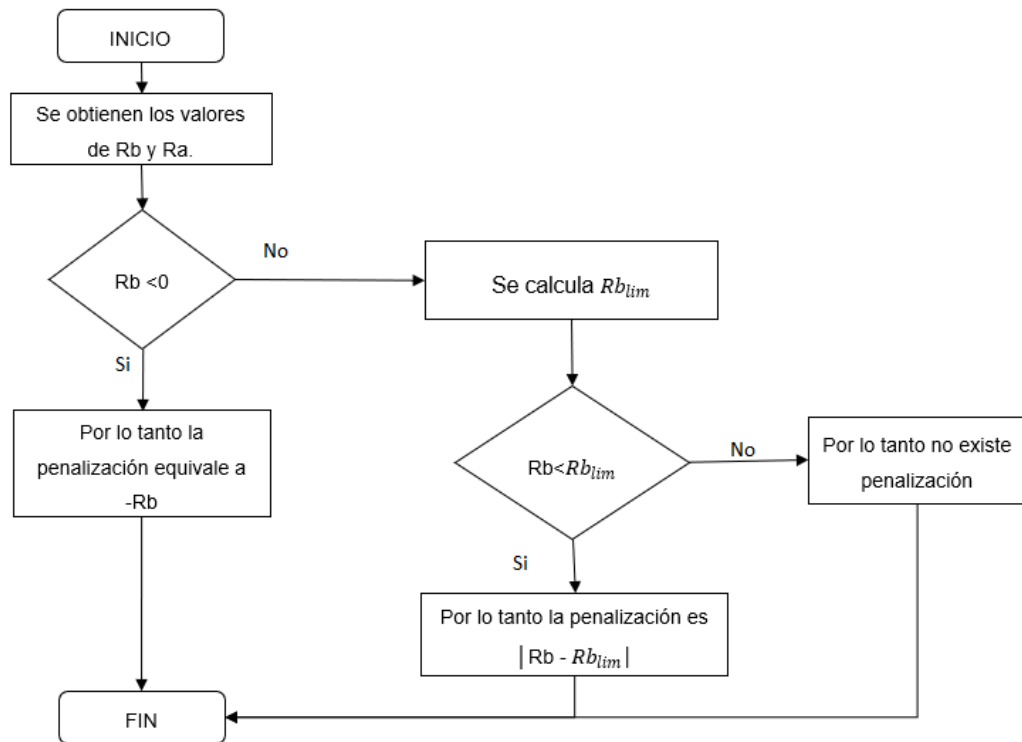 INICIO
Se obtienen los valores
de Rb y Ra.
Rb <0
No
Se calcula Rb_lim
Si
Por lo tanto la
penalización equivale a
-Rb
Rb<Rb_lim
No
Por lo tanto no existe
penalización
Si
Por lo tanto la penalización es
|Rb - Rb_lim|
FIN